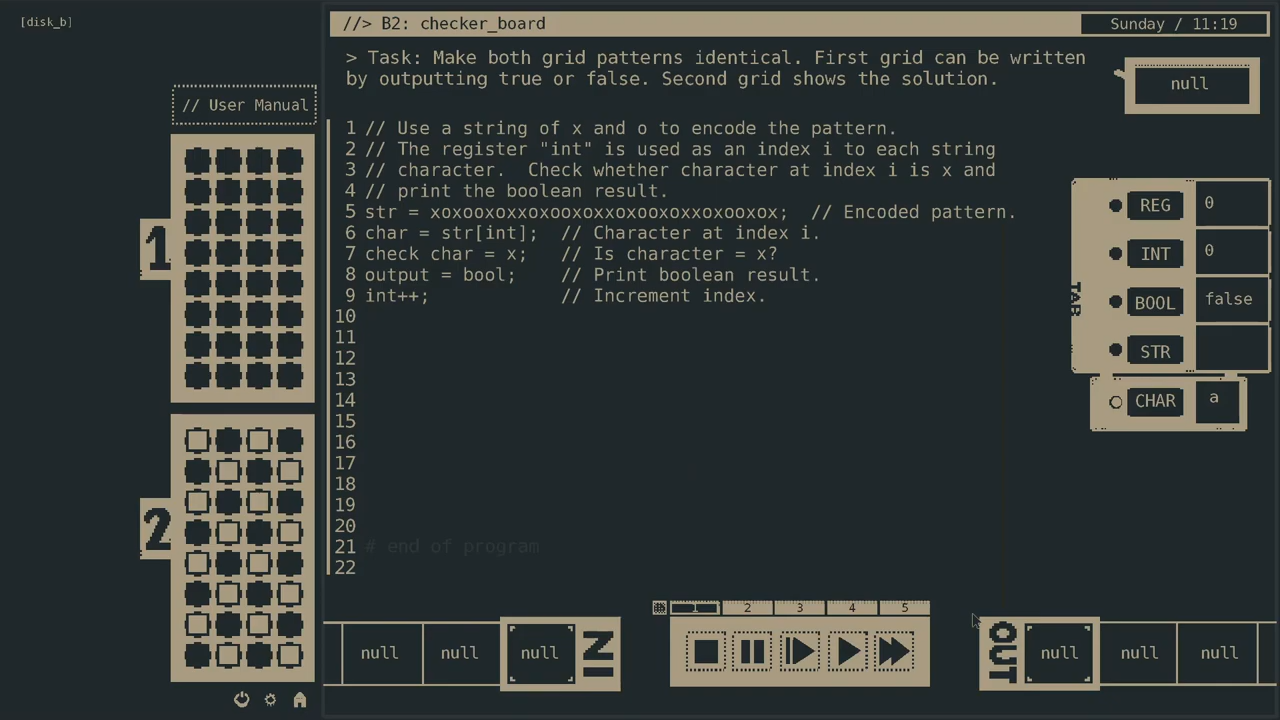 [disk_b]
//> B2: checker_board
Sunday / 11:19
> Task: Make both grid patterns identical. First grid can be written
by outputting true or false. Second grid shows the solution.
null
// User Manual
1 // Use a string of x and o to encode the pattern.
2 // The register "int" is used as an index i to each string
3 // character.  Check whether character at index i is x and
4 // print the boolean result.
5 str = xoxooxoxxoxooxoxxoxooxoxxoxooxox;  // Encoded pattern.
6 char = str[int];  // Character at index i.
7 check char = x;   // Is character = x?
8 output = bool;    // Print boolean result.
9 int++;            // Increment index.
10
11
12
13
14
15
16
17
18
19
20
21 # end of program
22
1
2
TAB
REG 0
INT 0
BOOL false
STR
CHAR a
1 2 3 4 5
null null null IN
OUT null null null